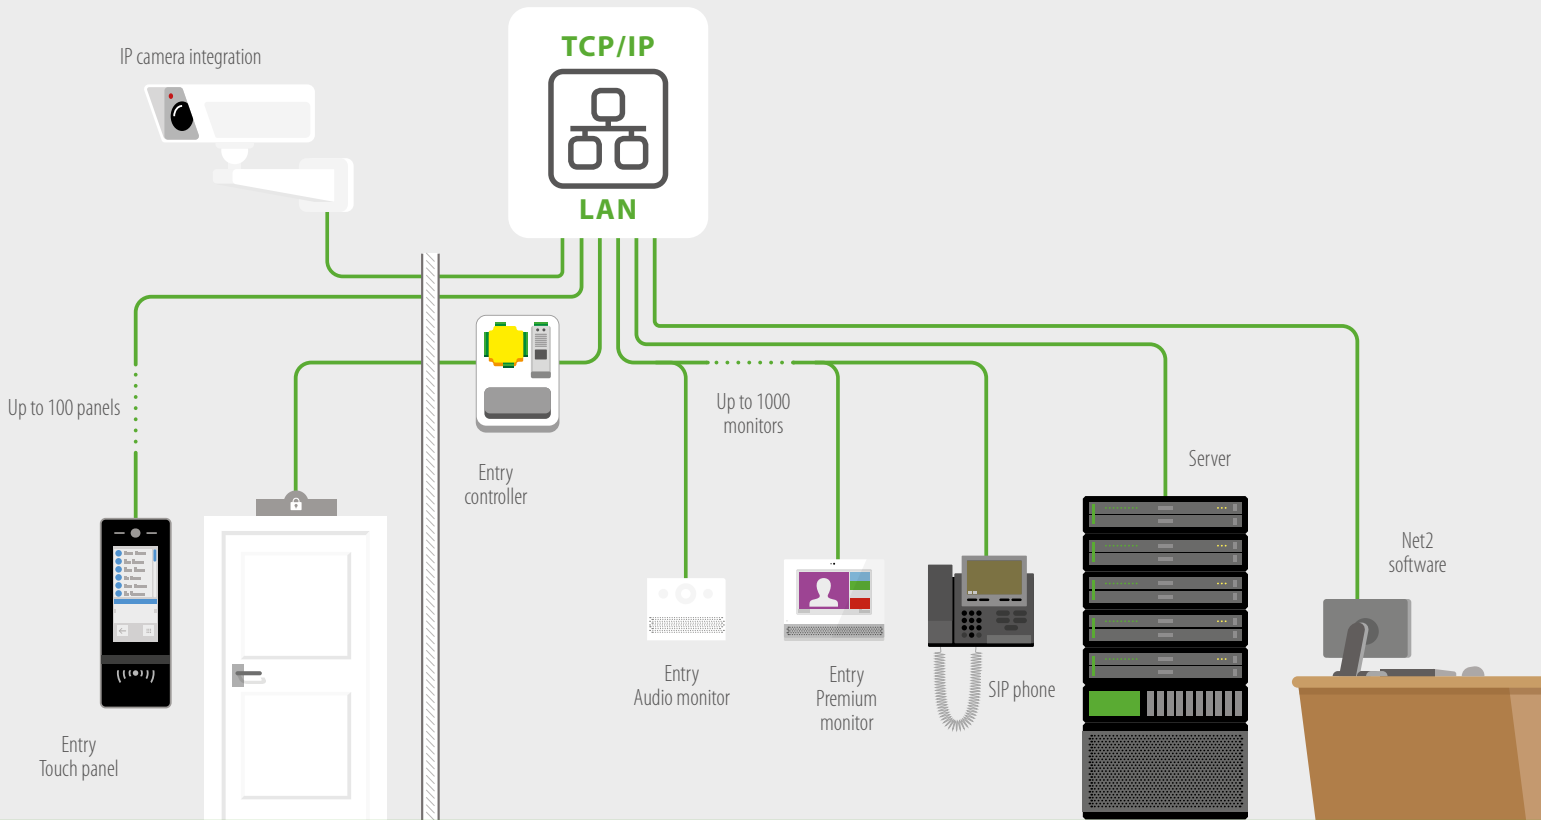 IP camera integration
TCP/IP
LAN
Up to 100 panels
Up to 1000
monitors
Entry
controller
Server
Net2
software
Entry
Audio monitor
Entry
Premium
monitor
SIP phone
Entry
Touch panel